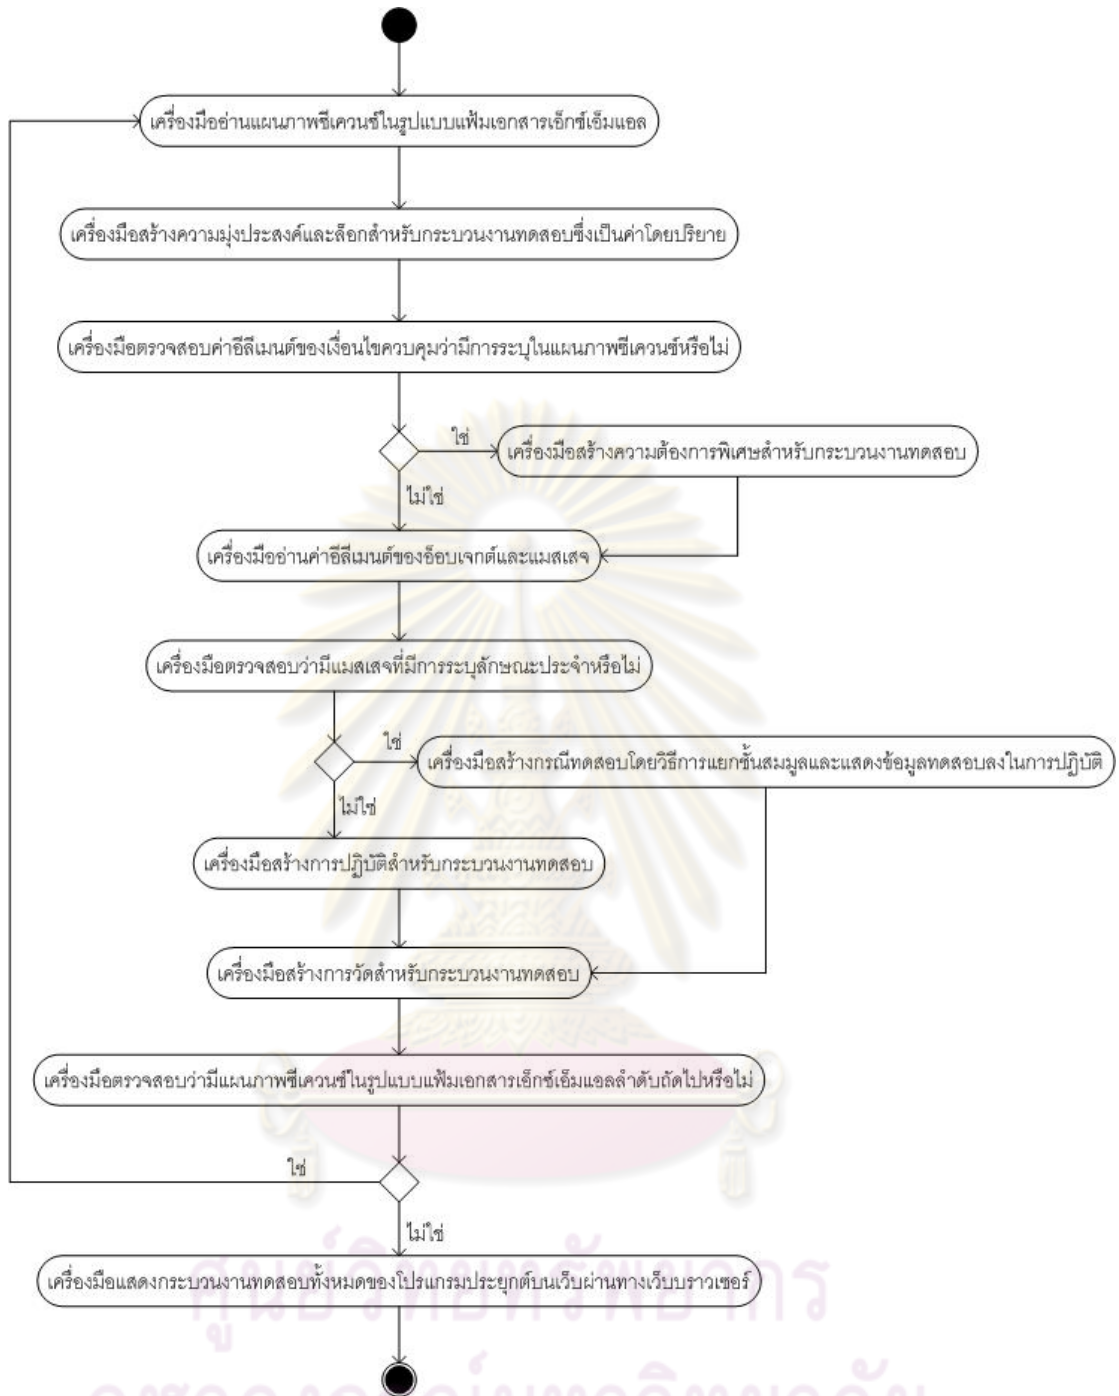 เครื่องมืออ่านแผนภาพซีเควนซ์ในรูปแบบแฟ้มเอกสารเอ็กซ์เอ็มแอล
เครื่องมือสร้างความมุ่งประสงค์และล็อกสำหรับกระบวนงานทดสอบซึ่งเป็นค่าโดยปริยาย
เครื่องมือตรวจสอบค่าอีลีเมนต์ของเงื่อนไขควบคุมว่ามีการระบุในแผนภาพซีเควนซ์หรือไม่
ใช่
เครื่องมือสร้างความต้องการพิเศษสำหรับกระบวนงานทดสอบ
ไม่ใช่
เครื่องมืออ่านค่าอีลีเมนต์ของอ็อบเจกต์และแมสเสจ
เครื่องมือตรวจสอบว่ามีแมสเสจที่มีการระบุลักษณะประจำหรือไม่
ใช่
เครื่องมือสร้างกรณีทดสอบโดยวิธีการแยกชั้นสมมูลและแสดงข้อมูลทดสอบลงในการปฏิบัติ
ไม่ใช่
เครื่องมือสร้างการปฏิบัติสำหรับกระบวนงานทดสอบ
เครื่องมือสร้างการวัดสำหรับกระบวนงานทดสอบ
เครื่องมือตรวจสอบว่ามีแผนภาพซีเควนซ์ในรูปแบบแฟ้มเอกสารเอ็กซ์เอ็มแอลลำดับถัดไปหรือไม่
ใช่
ไม่ใช่
เครื่องมือแสดงกระบวนงานทดสอบทั้งหมดของโปรแกรมประยุกต์บนเว็บผ่านทางเว็บบราวเซอร์
ศูนย์วิทยทรัพยากร